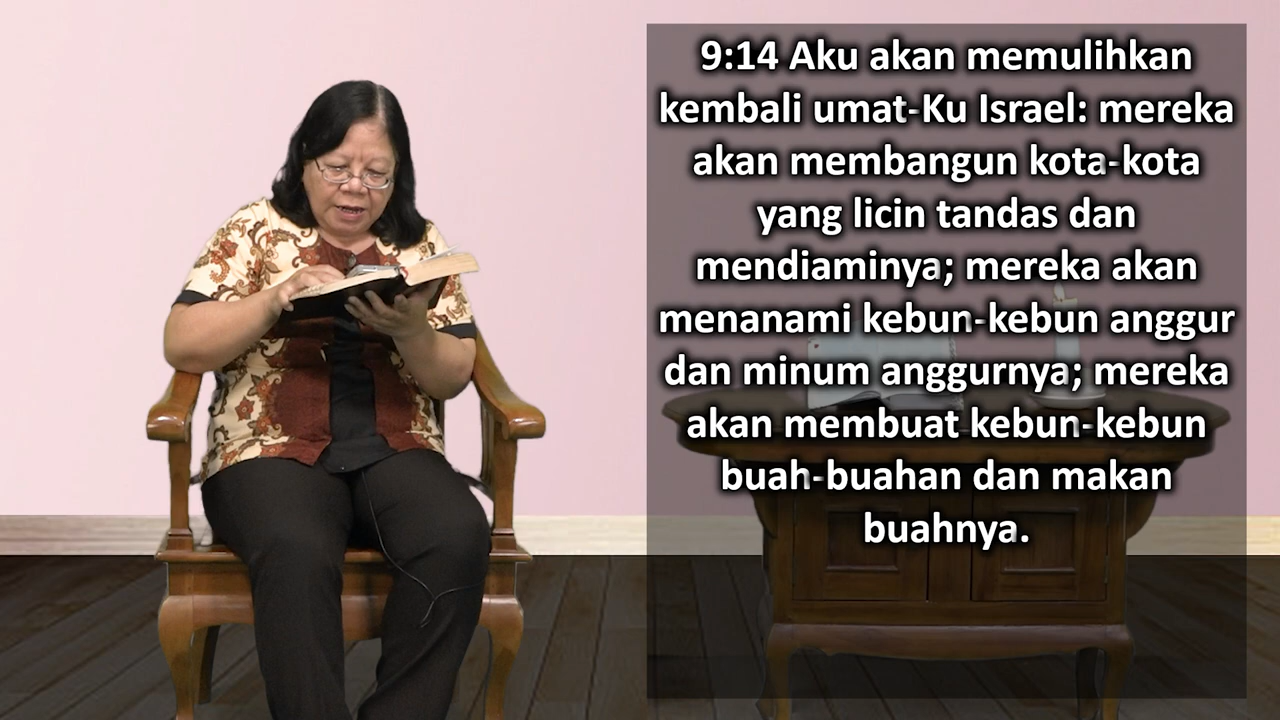 9:14 Aku akan memulihkan
kembali umat-Ku Israel: mereka
akan membangun kota-kota
yang licin tandas dan
mendiaminya; mereka akan
menanami kebun-kebun anggur
dan minum anggurnya; mereka
akan membuat kebun-kebun
buah-buahan dan makan
buahnya.